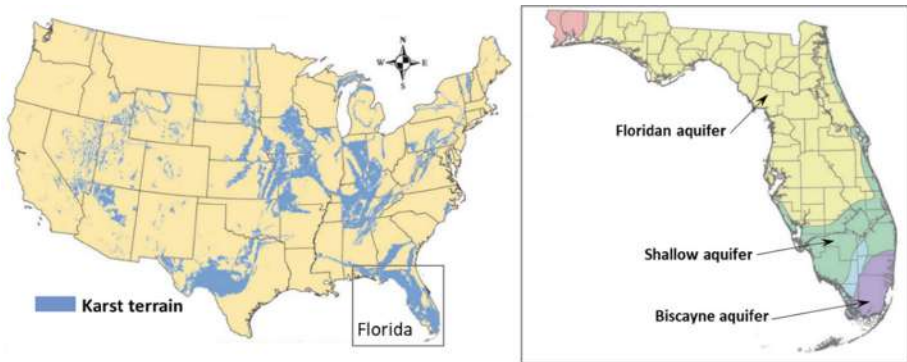 N
W E
S
Karst terrain
Florida
Floridan aquifer
Shallow aquifer
Biscayne aquifer